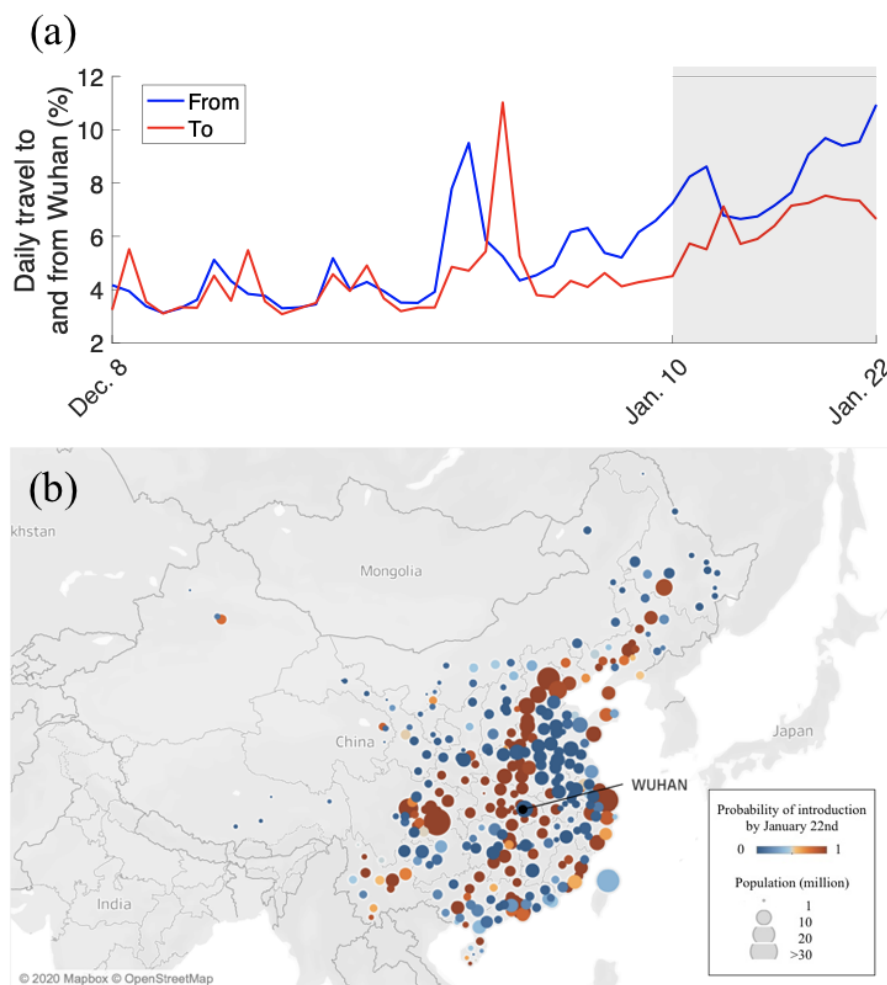 (a)
Daily travel to
and from Wuhan (%)
12
10
8
6
4
2
From
To
Dec. 8
Jan. 10
Jan. 22
(b)
khstan
Mongolia
China
Japan
India
WUHAN
Probability of introduction
by January 22nd
0 1
Population (million)
1
10
20
>30
© 2020 Mapbox © OpenStreetMap